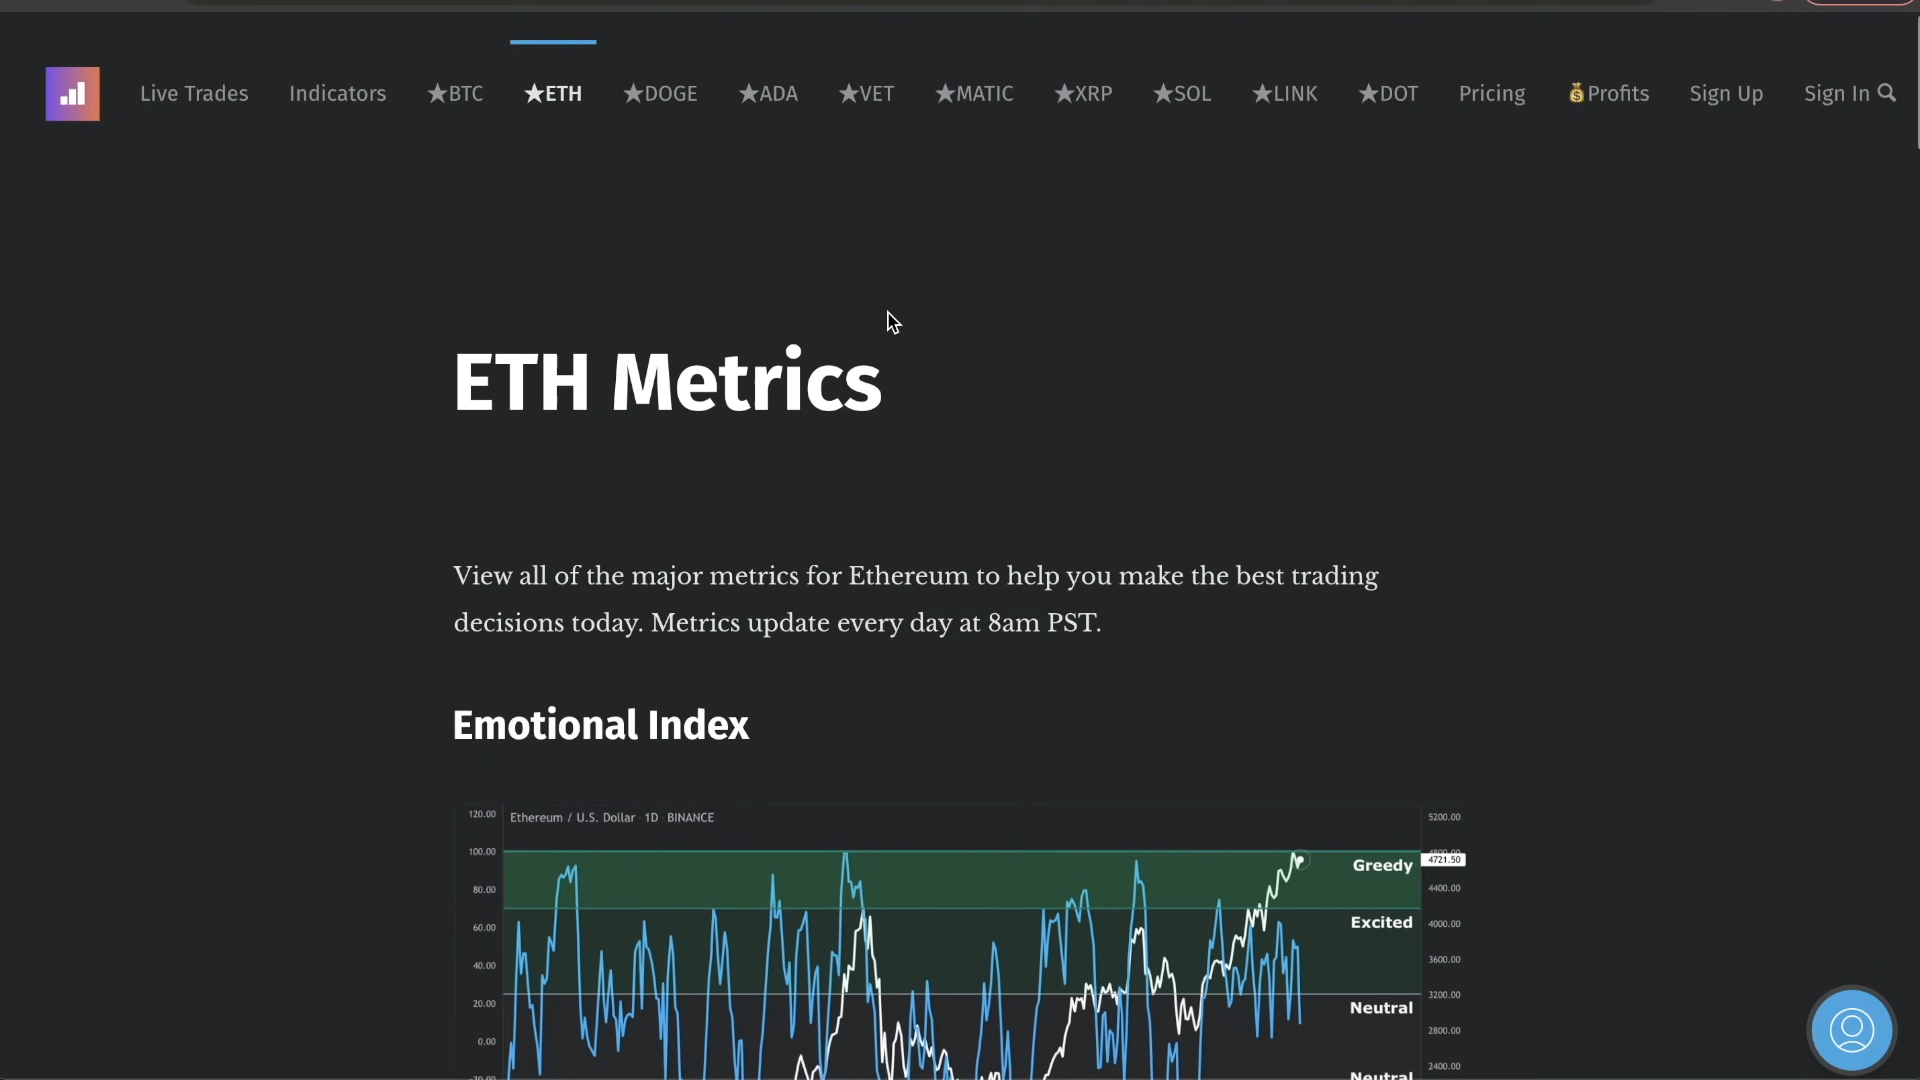 Live Trades Indicators ★BTC ★ETH ★DOGE ★ADA ★VET ★MATIC ★XRP ★SOL ★LINK ★DOT Pricing 💰Profits Sign Up Sign In
ETH Metrics
View all of the major metrics for Ethereum to help you make the best trading
decisions today. Metrics update every day at 8am PST.
Emotional Index
120.00 Ethereum / U.S. Dollar 1D BINANCE 5200.00
100.00
Greedy 4721.50
80.00 4400.00
60.00 Excited 4000.00
40.00 3600.00
20.00 Neutral 3200.00
0.00 2800.00
2400.00